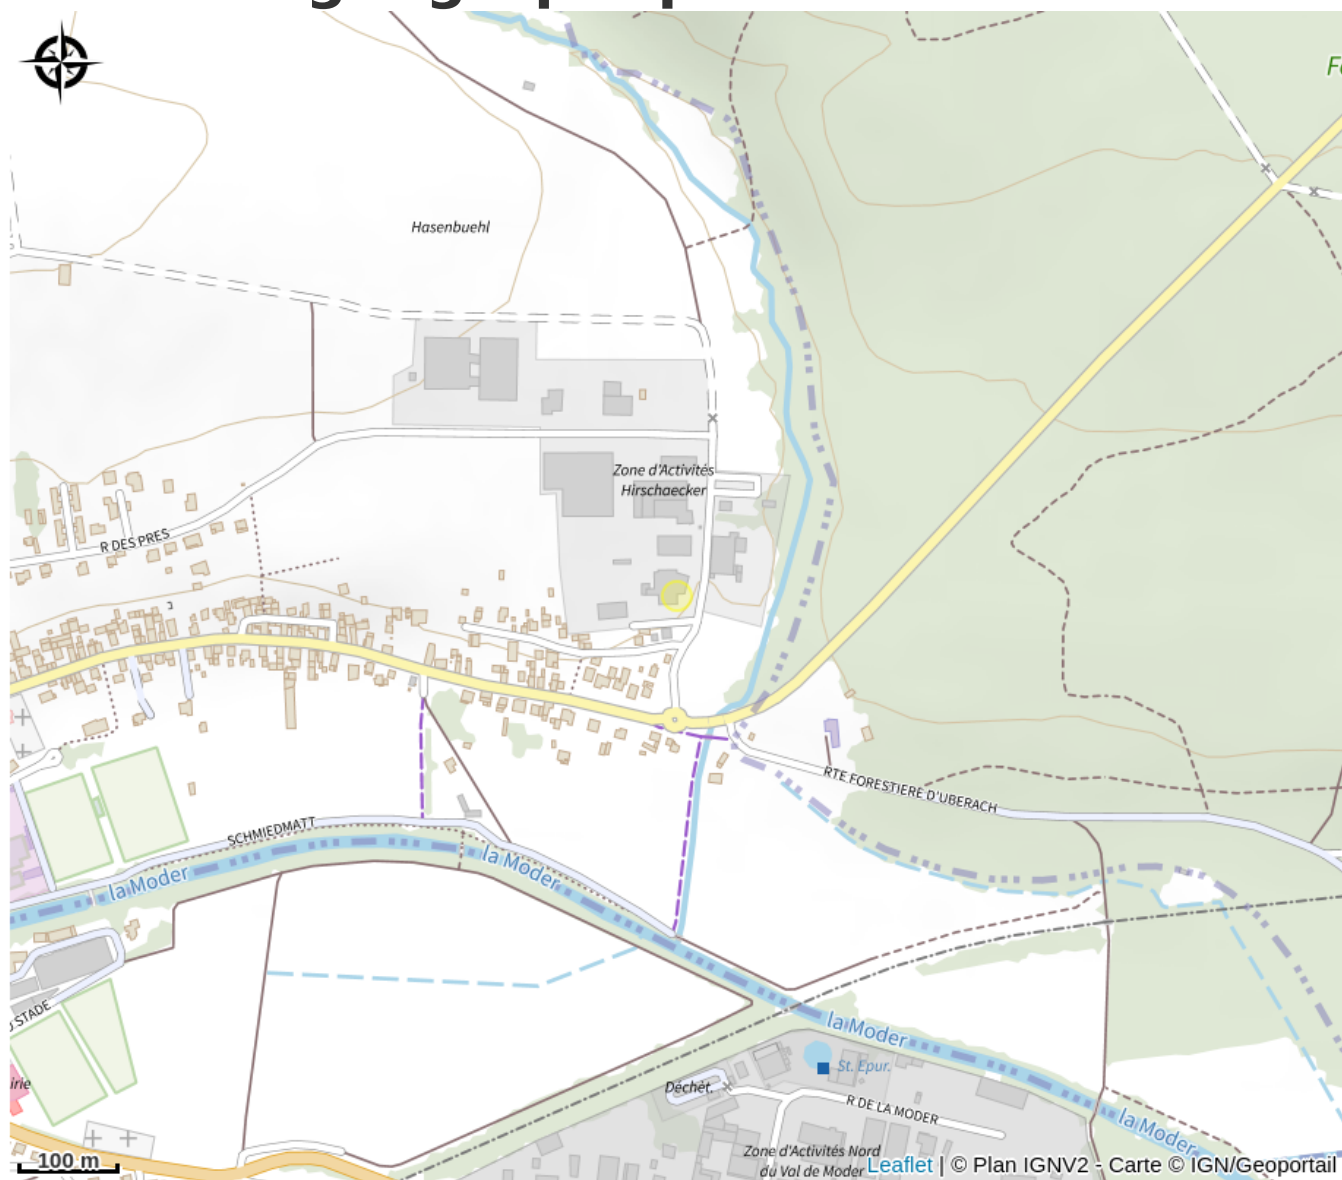 Hasenbuehl
Zone d'Activités
Hirschaecker
R DES PRES
RTE FORESTIERE D'UBERACH
SCHMIEDMATT
la Moder
la Moder
STADE
la Moder
St. Epur.
Déchèt.
R DE LA MODER
la Moder
Zone d'Activités Nord
du Val de Moder
100 m
Leaflet | © Plan IGNV2 - Carte © IGN/Geoportail